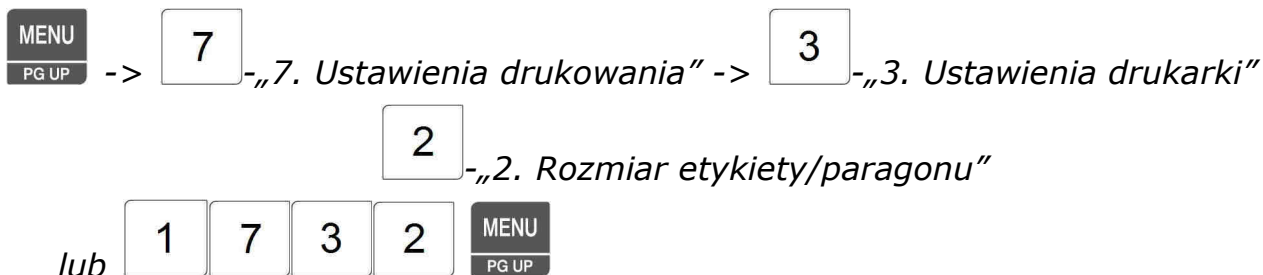 MENU
PG UP -> 7 -„7. Ustawienia drukowania” -> 3 -„3. Ustawienia drukarki”
2 -„2. Rozmiar etykiety/paragonu”
lub 1 7 3 2 MENU
PG UP